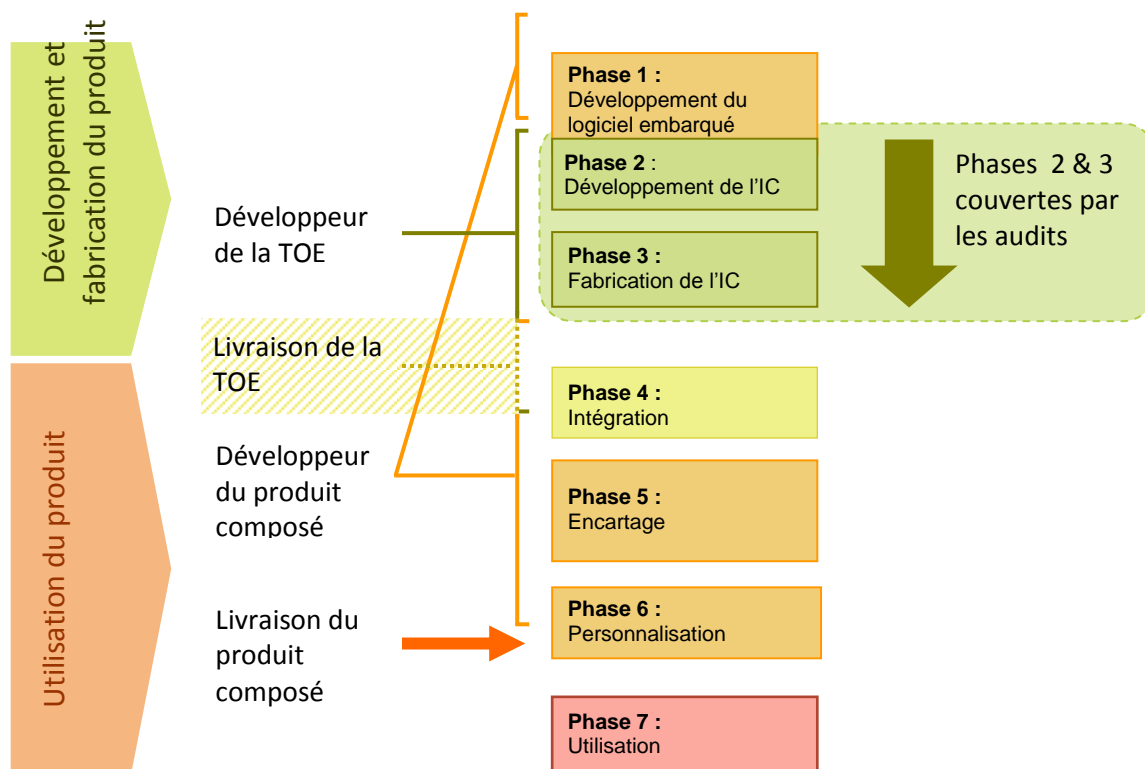 Développement et
fabrication du produit
Utilisation du produit
Développeur
de la TOE
Livraison de la
TOE
Développeur
du produit
composé
Livraison du
produit
composé
Phase 1 :
Développement du
logiciel embarqué
Phase 2 :
Développement de l'IC
Phase 3 :
Fabrication de l'IC
Phase 4 :
Intégration
Phase 5 :
Encartage
Phase 6 :
Personnalisation
Phase 7 :
Utilisation
Phases 2 & 3
couvertes par
les audits